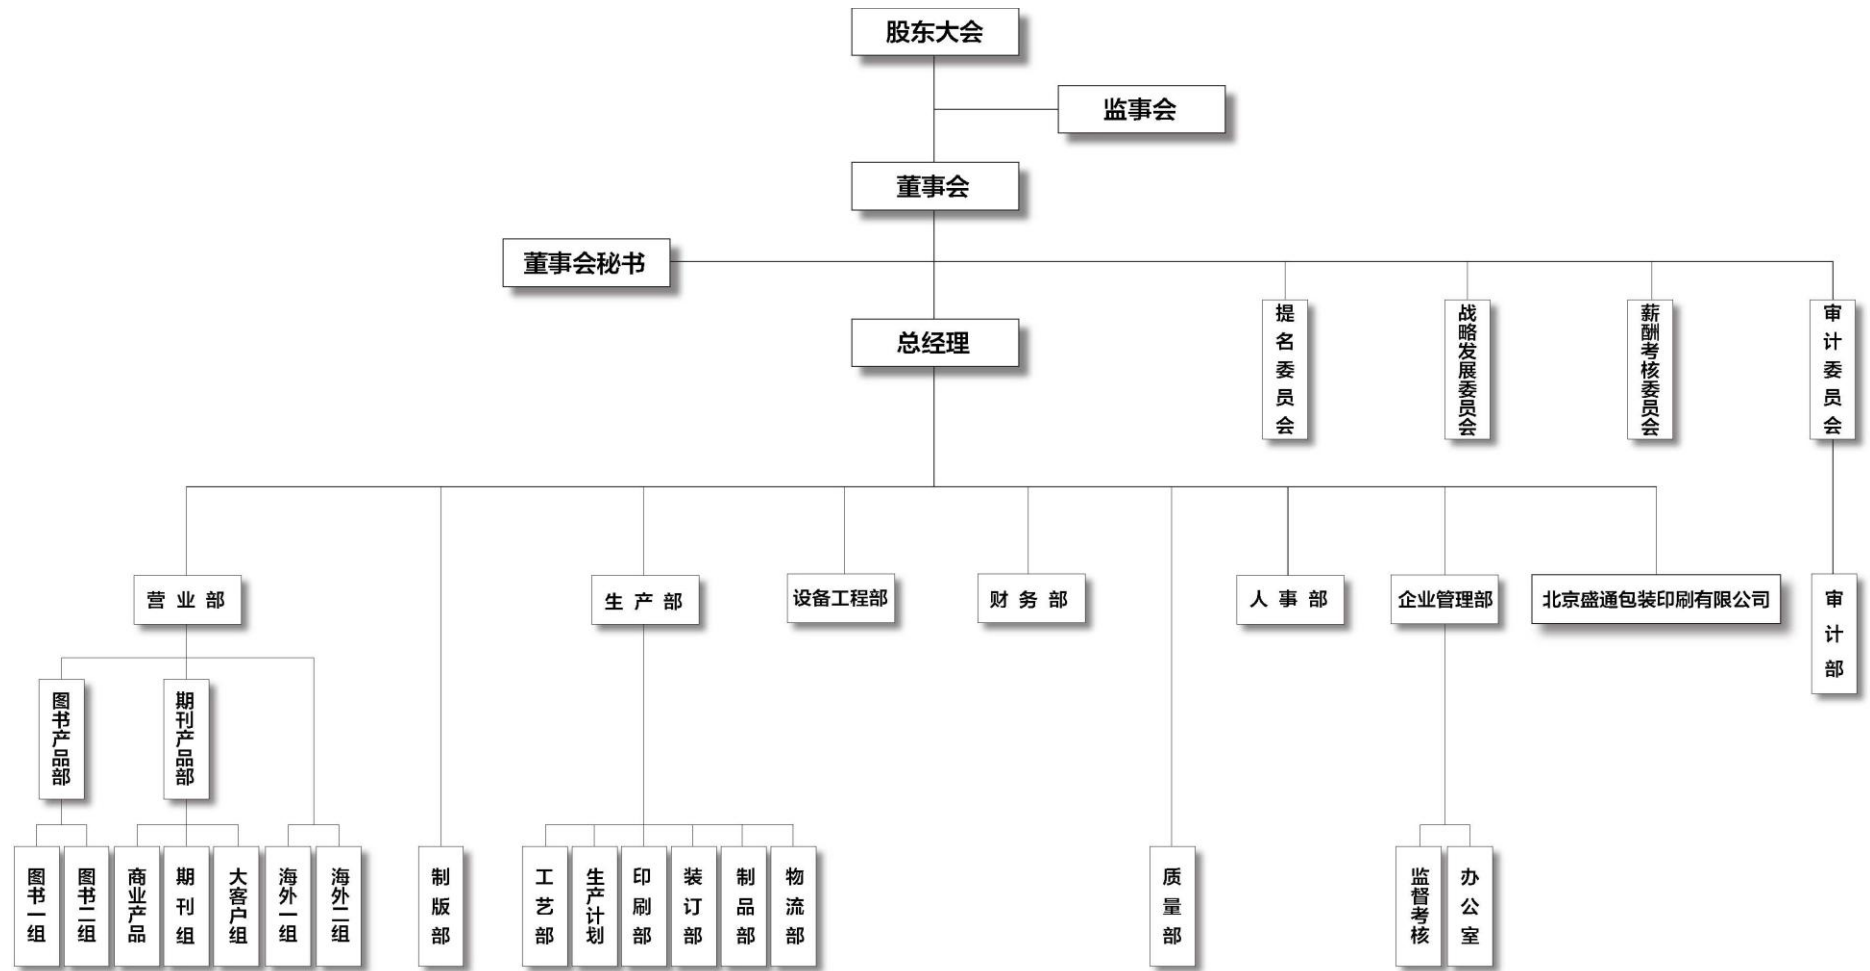 股东大会
监事会
董事会
董事会秘书
总经理
提名委员会
战略发展委员会
薪酬考核委员会
审计委员会
营业部
生产部
设备工程部
财务部
人事部
企业管理部
北京盛通包装印刷有限公司
审计部
图书产品部
期刊产品部
图书一组
图书二组
商业产品
期刊组
大客户组
海外一组
海外二组
制版部
工艺部
生产计划
印刷部
装订部
制品部
物流部
质量部
监督考核
办公室